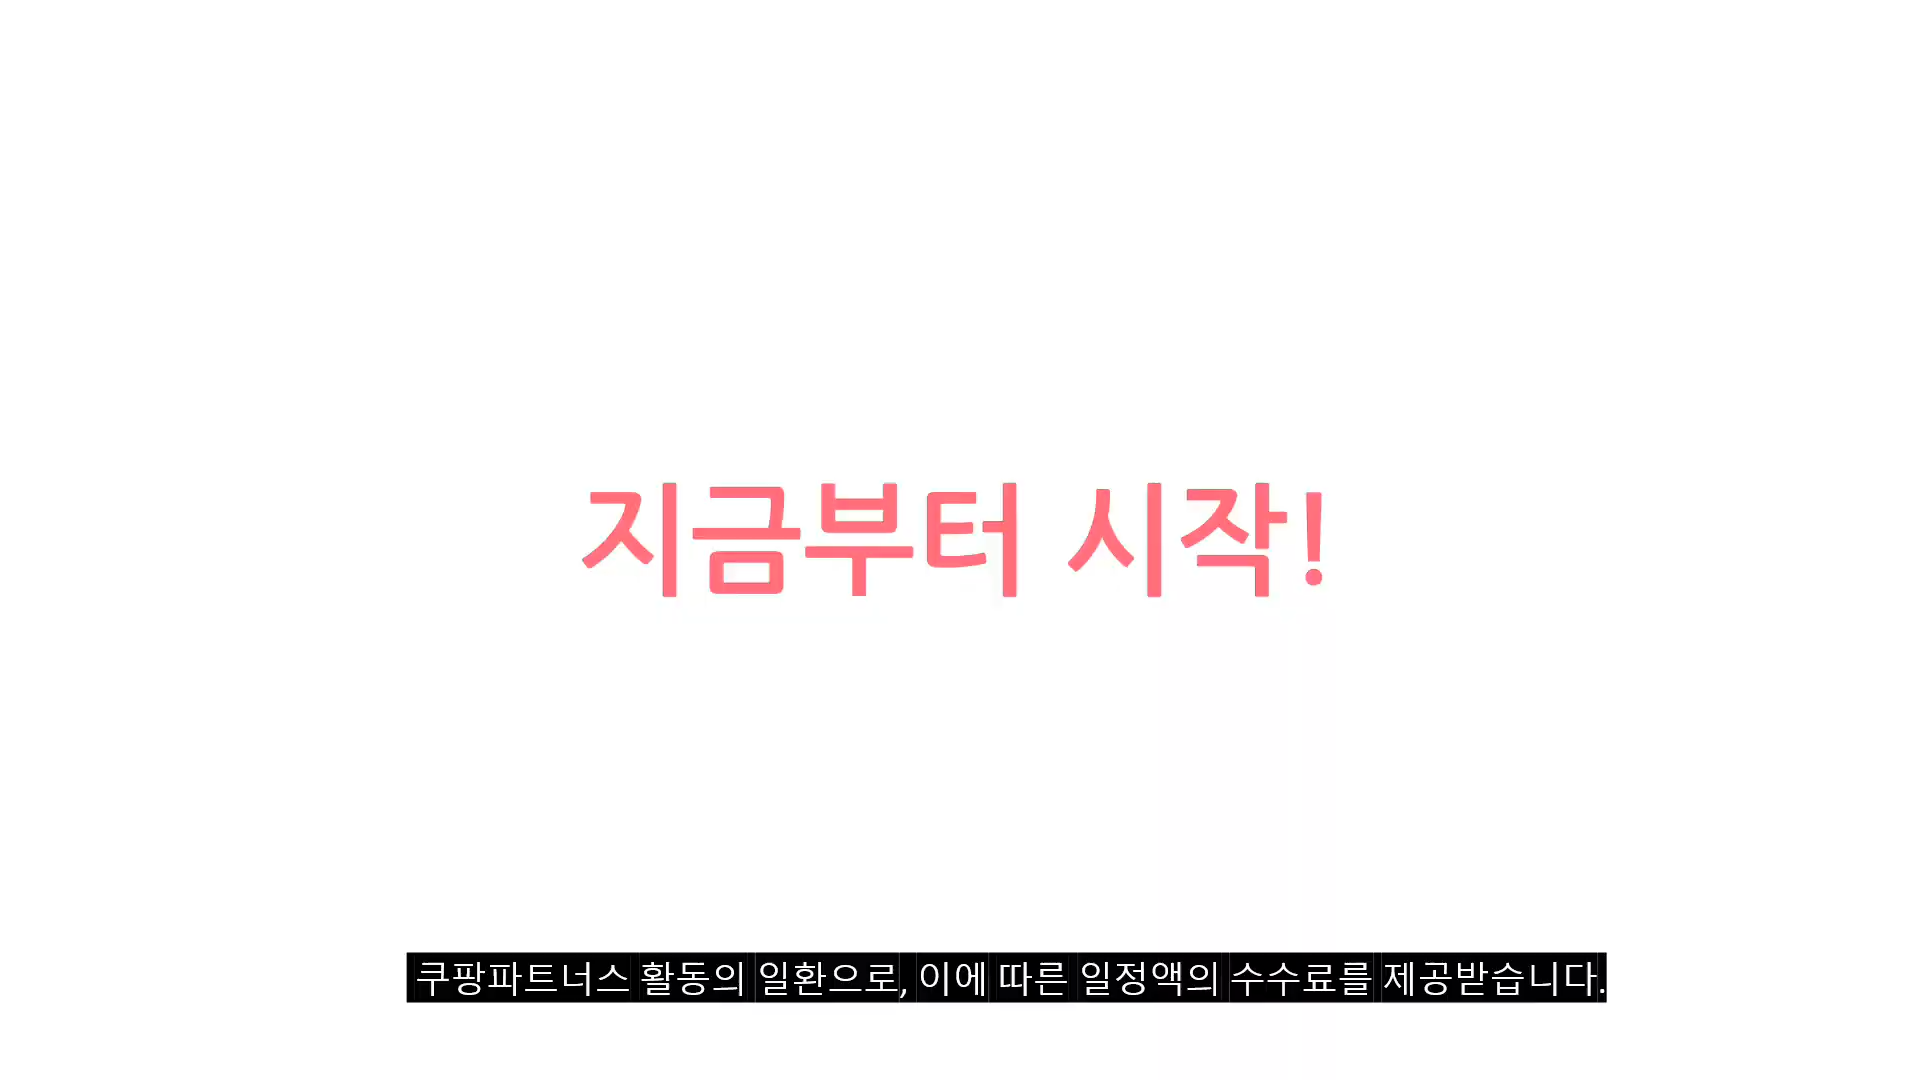 지금부터 시작!
쿠팡파트너스 활동의 일환으로, 이에 따른 일정액의 수수료를 제공받습니다.